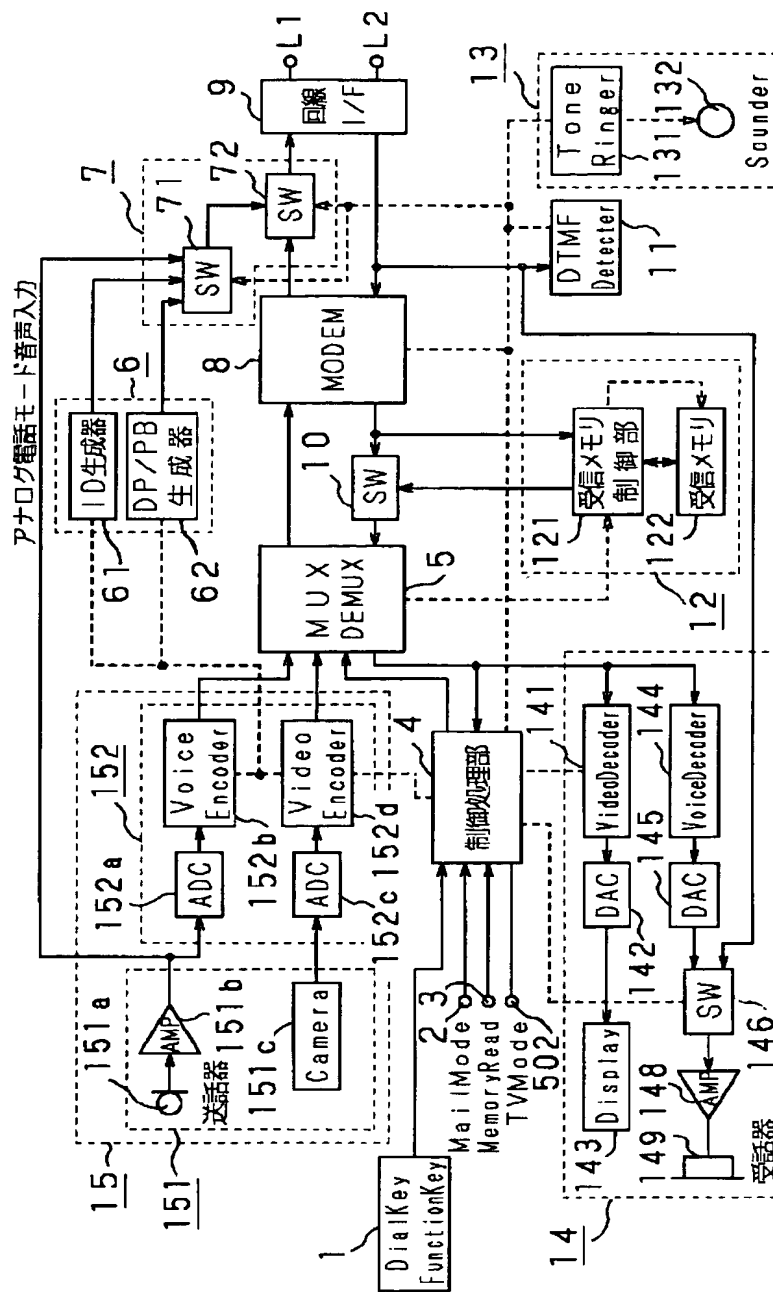 アナログ電話モード音声入力
15
151
151a
AMP
151b
送話器
151c
Camera
152
152a
ADC
Voice
Encoder
152b
ADC
152c
Video
Encoder
152d
6
ID生成器
61
DP/PB
生成器
62
7
71
SW
72
SW
9
回線
I/F
L1
L2
8
MODEM
10
SW
MUX
DEMUX
5
1
DialKey
FunctionKey
2
MailMode
3
MemoryRead
TVMode
502
4
制御処理部
121
受信メモリ
制御部
122
受信メモリ
12
DTMF
Detecter
11
13
Tone
Ringer
131
132
Sounder
14
141
VideoDecoder
DAC
142
Display
143
144
VoiceDecoder
145
DAC
SW
146
AMP
148
149
受話器